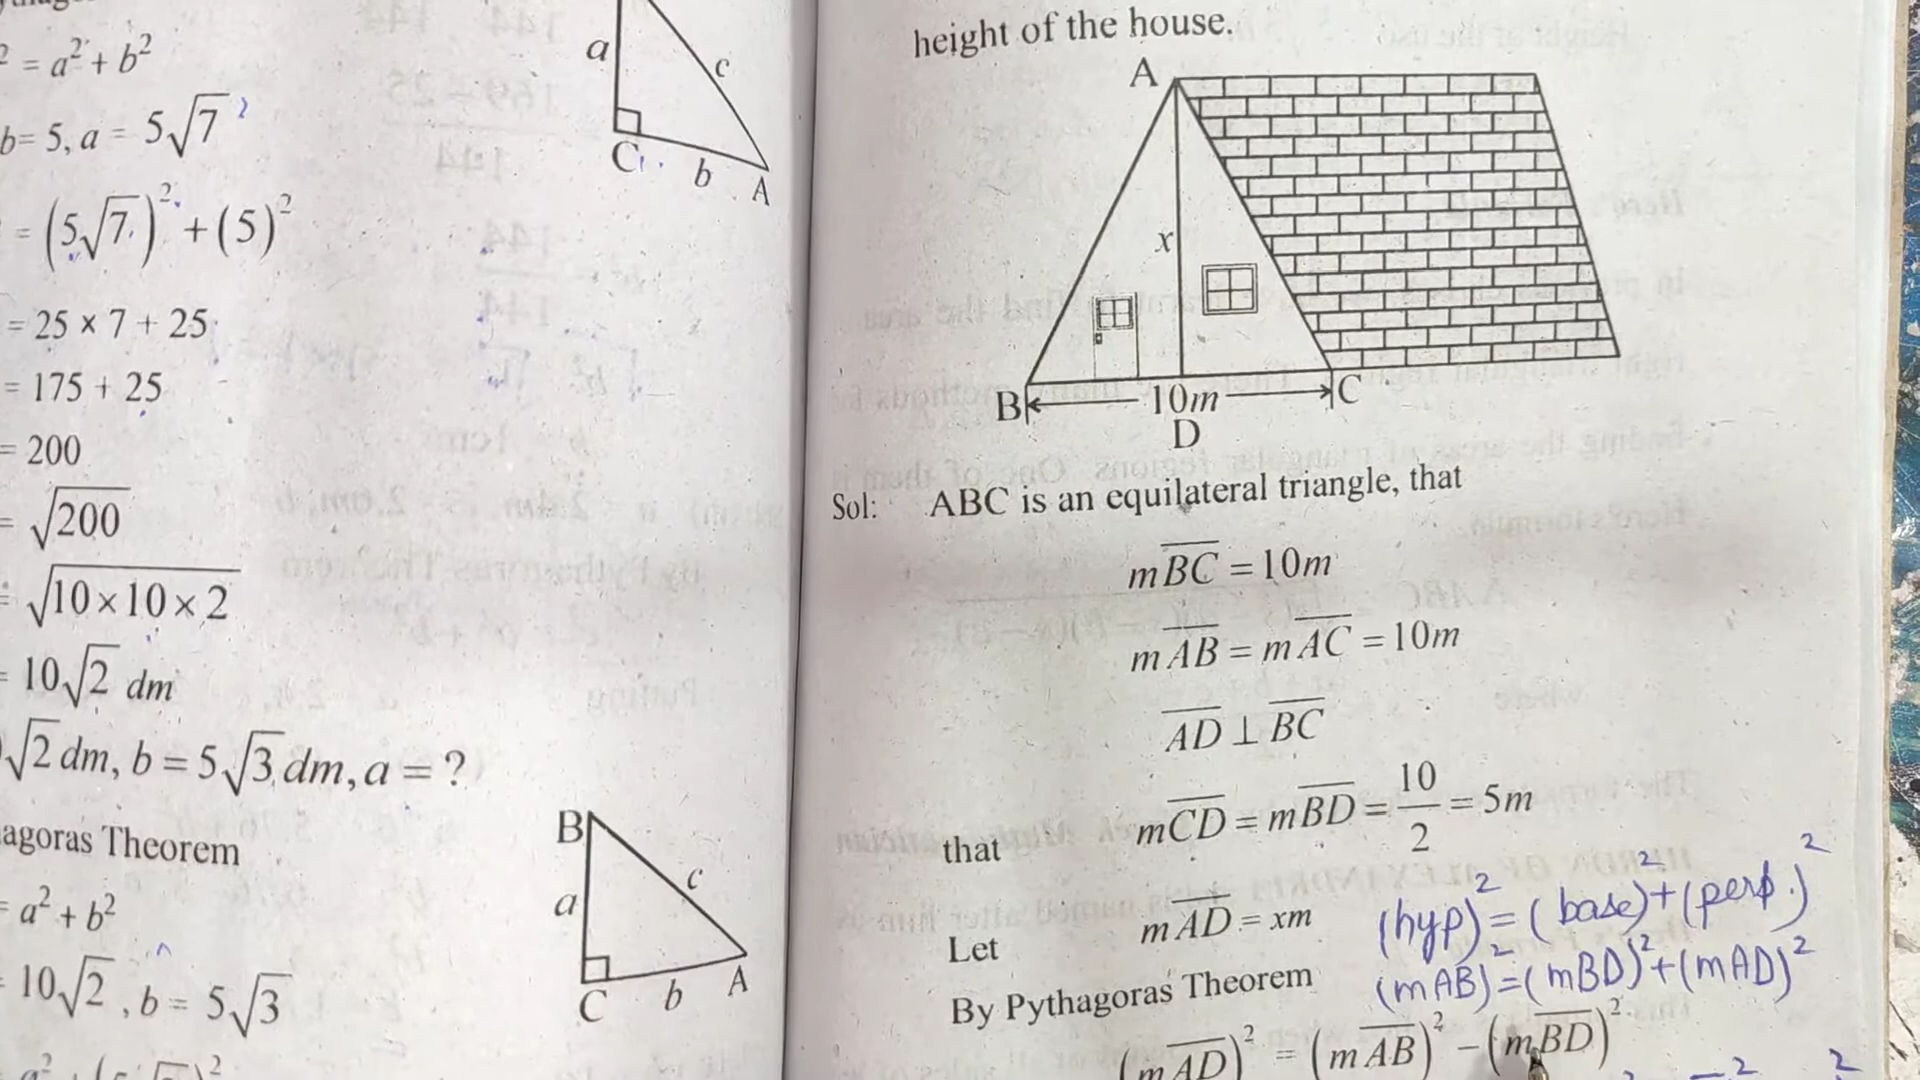 ² = a² + b²
b = 5, a = 5√7
= (5√7)² + (5)²
= 25 × 7 + 25
= 175 + 25
= 200
= √200
= √10 × 10 × 2
= 10√2 dm
√2 dm, b = 5√3 dm, a = ?
agoras Theorem
= a² + b²
= 10√2 , b = 5√3
a
c
C
b
A
B
a
c
C
b
A
height of the house.
A
x
B
10m
C
D
Sol: ABC is an equilateral triangle, that
mBC = 10m
mAB = mAC = 10m
AD ⊥ BC
that mCD = mBD = 10/2 = 5m
Let mAD = xm
(hyp)² = (base)² + (perp.)²
By Pythagoras Theorem
(mAB)² = (mBD)² + (mAD)²
(mAD)² = (mAB)² − (mBD)²